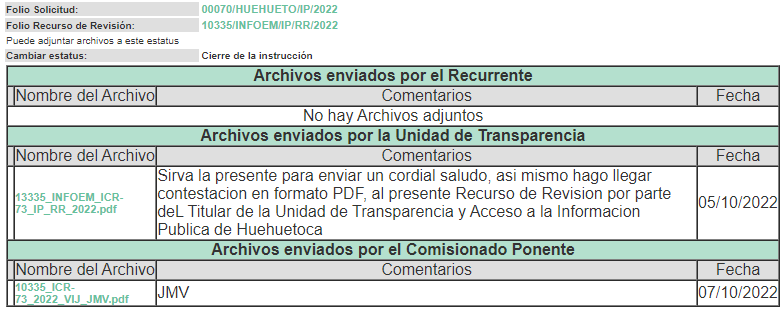 Folio Solicitud: 00070/HUEHUETO/IP/2022
Folio Recurso de Revisión: 10335/INFOEM/IP/RR/2022
Puede adjuntar archivos a este estatus
Cambiar estatus: Cierre de la instrucción
Archivos enviados por el Recurrente
Nombre del Archivo Comentarios Fecha
No hay Archivos adjuntos
Archivos enviados por la Unidad de Transparencia
Nombre del Archivo Comentarios Fecha
13335_INFOEM_ICR-
73_IP_RR_2022.pdf
Sirva la presente para enviar un cordial saludo, asi mismo hago llegar
contestacion en formato PDF, al presente Recurso de Revision por parte
deL Titular de la Unidad de Transparencia y Acceso a la Informacion
Publica de Huehuetoca
05/10/2022
Archivos enviados por el Comisionado Ponente
Nombre del Archivo Comentarios Fecha
10335_ICR-
73_2022_VIJ_JMV.pdf
JMV
07/10/2022